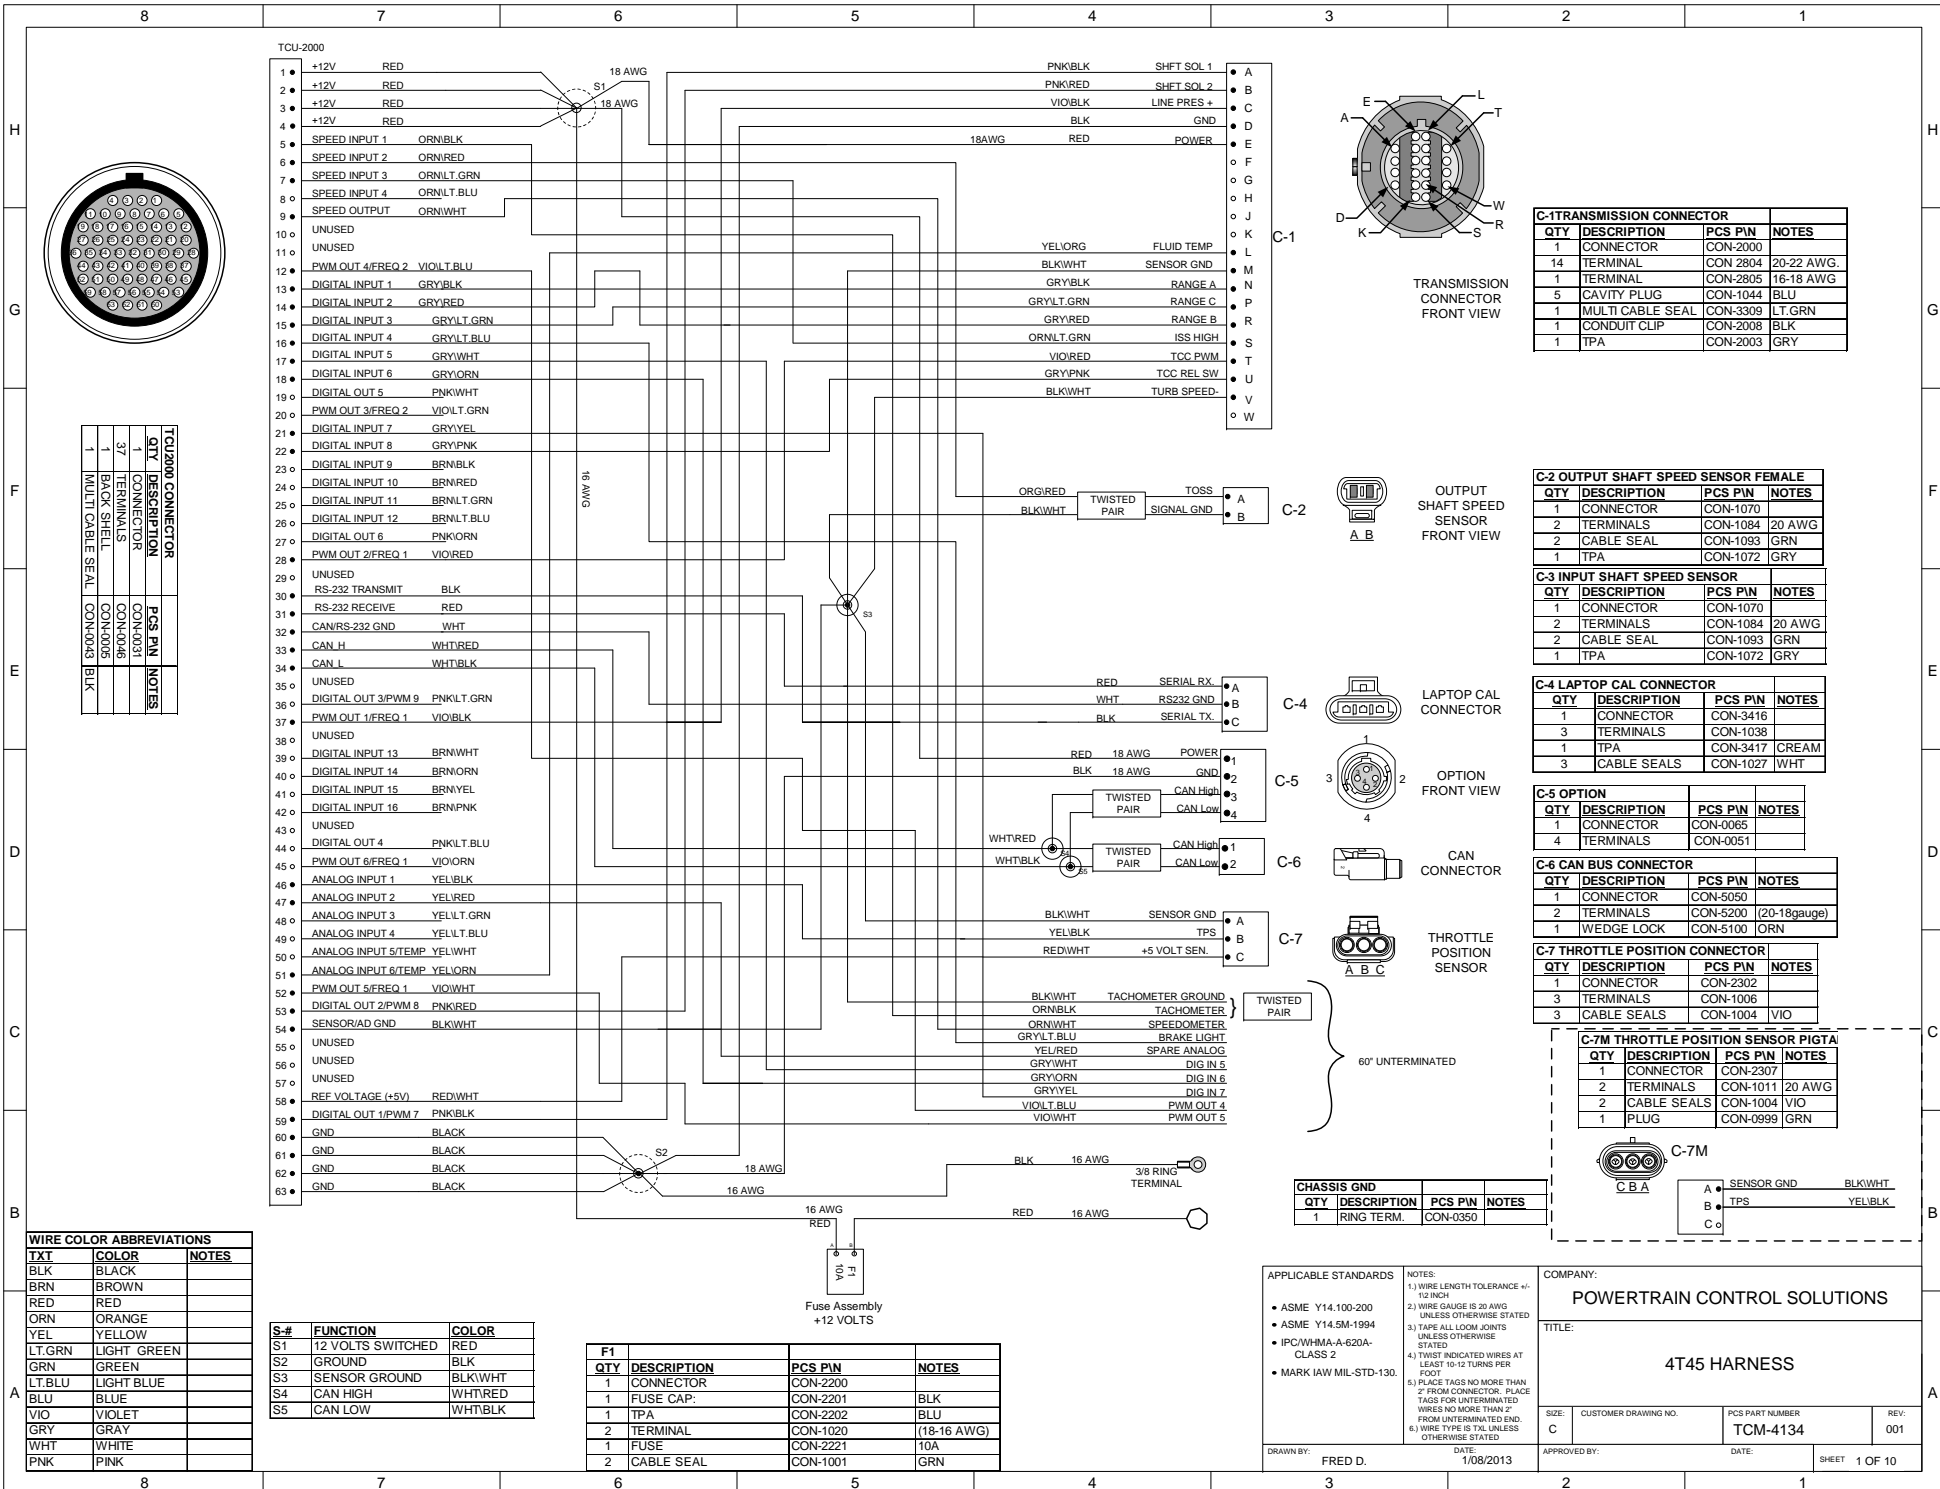 8 7 6 5 4 3 2 1
H
G
F
E
D
C
B
A
TCU-2000
1 +12V RED
2 +12V RED
3 +12V RED
4 +12V RED
5 SPEED INPUT 1 ORN\BLK
6 SPEED INPUT 2 ORN\RED
7 SPEED INPUT 3 ORN\LT.GRN
8 SPEED INPUT 4 ORN\LT.BLU
9 SPEED OUTPUT ORN\WHT
10 UNUSED
11 UNUSED
12 PWM OUT 4/FREQ 2 VIO\LT.BLU
13 DIGITAL INPUT 1 GRY\BLK
14 DIGITAL INPUT 2 GRY\RED
15 DIGITAL INPUT 3 GRY\LT.GRN
16 DIGITAL INPUT 4 GRY\LT.BLU
17 DIGITAL INPUT 5 GRY\WHT
18 DIGITAL INPUT 6 GRY\ORN
19 DIGITAL OUT 5 PNK\WHT
20 PWM OUT 3/FREQ 2 VIO\LT.GRN
21 DIGITAL INPUT 7 GRY\YEL
22 DIGITAL INPUT 8 GRY\PNK
23 DIGITAL INPUT 9 BRN\BLK
24 DIGITAL INPUT 10 BRN\RED
25 DIGITAL INPUT 11 BRN\LT.GRN
26 DIGITAL INPUT 12 BRN\LT.BLU
27 DIGITAL OUT 6 PNK\ORN
28 PWM OUT 2/FREQ 1 VIO\RED
29 UNUSED
30 RS-232 TRANSMIT BLK
31 RS-232 RECEIVE RED
32 CAN/RS-232 GND WHT
33 CAN_H WHT\RED
34 CAN_L WHT\BLK
35 UNUSED
36 DIGITAL OUT 3/PWM 9 PNK\LT.GRN
37 PWM OUT 1/FREQ 1 VIO\BLK
38 UNUSED
39 DIGITAL INPUT 13 BRN\WHT
40 DIGITAL INPUT 14 BRN\ORN
41 DIGITAL INPUT 15 BRN\YEL
42 DIGITAL INPUT 16 BRN\PNK
43 UNUSED
44 DIGITAL OUT 4 PNK\LT.BLU
45 PWM OUT 6/FREQ 1 VIO\ORN
46 ANALOG INPUT 1 YEL\BLK
47 ANALOG INPUT 2 YEL\RED
48 ANALOG INPUT 3 YEL\LT.GRN
49 ANALOG INPUT 4 YEL\LT.BLU
50 ANALOG INPUT 5/TEMP YEL\WHT
51 ANALOG INPUT 6/TEMP YEL\ORN
52 PWM OUT 5/FREQ 1 VIO\WHT
53 DIGITAL OUT 2/PWM 8 PNK\RED
54 SENSOR/AD GND BLK\WHT
55 UNUSED
56 UNUSED
57 UNUSED
58 REF VOLTAGE (+5V) RED\WHT
59 DIGITAL OUT 1/PWM 7 PNK\BLK
60 GND BLACK
61 GND BLACK
62 GND BLACK
63 GND BLACK
18 AWG
S1
18 AWG
16 AWG
S2
18 AWG
16 AWG
S3
PNK\BLK SHFT SOL 1 A
PNK\RED SHFT SOL 2 B
VIO\BLK LINE PRES + C
BLK GND D
18AWG RED POWER E
F
G
H
J
K
YEL\ORG FLUID TEMP L
BLK\WHT SENSOR GND M
GRY\BLK RANGE A N
GRY\LT.GRN RANGE C P
GRY\RED RANGE B R
ORN\LT.GRN ISS HIGH S
VIO\RED TCC PWM T
GRY\PNK TCC REL SW U
BLK\WHT TURB SPEED- V
W
C-1
E L
A T
D W
K S R
TRANSMISSION
CONNECTOR
FRONT VIEW
ORG\RED TOSS A
BLK\WHT SIGNAL GND B
TWISTED
PAIR
C-2
A B
OUTPUT
SHAFT SPEED
SENSOR
FRONT VIEW
RED SERIAL RX. A
WHT RS232 GND B
BLK SERIAL TX. C
C-4
LAPTOP CAL
CONNECTOR
RED 18 AWG POWER 1
BLK 18 AWG GND 2
CAN High 3
CAN Low 4
TWISTED
PAIR
C-5
1
3 2
4
OPTION
FRONT VIEW
WHT\RED S4
WHT\BLK S5
TWISTED
PAIR
CAN High 1
CAN Low 2
C-6
CAN
CONNECTOR
BLK\WHT SENSOR GND A
YEL\BLK TPS B
RED\WHT +5 VOLT SEN. C
C-7
A B C
THROTTLE
POSITION
SENSOR
BLK\WHT TACHOMETER GROUND
ORN\BLK TACHOMETER
TWISTED
PAIR
ORN\WHT SPEEDOMETER
GRY\LT.BLU BRAKE LIGHT
YEL/RED SPARE ANALOG
GRY\WHT DIG IN 5
GRY\ORN DIG IN 6
GRY\YEL DIG IN 7
VIO\LT.BLU PWM OUT 4
VIO\WHT PWM OUT 5
60" UNTERMINATED
BLK 16 AWG
3/8 RING
TERMINAL
16 AWG
RED
RED 16 AWG
A B
F1
10A
Fuse Assembly
+12 VOLTS
TCU2000 CONNECTOR
QTY DESCRIPTION PCS P\N NOTES
1 CONNECTOR CON-0031
37 TERMINALS CON-0046
1 BACK SHELL CON-0005
1 MULTI CABLE SEAL CON-0043 BLK
C-1TRANSMISSION CONNECTOR
QTY DESCRIPTION PCS P\N NOTES
1 CONNECTOR CON-2000
14 TERMINAL CON 2804 20-22 AWG.
1 TERMINAL CON-2805 16-18 AWG
5 CAVITY PLUG CON-1044 BLU
1 MULTI CABLE SEAL CON-3309 LT.GRN
1 CONDUIT CLIP CON-2008 BLK
1 TPA CON-2003 GRY
C-2 OUTPUT SHAFT SPEED SENSOR FEMALE
QTY DESCRIPTION PCS P\N NOTES
1 CONNECTOR CON-1070
2 TERMINALS CON-1084 20 AWG
2 CABLE SEAL CON-1093 GRN
1 TPA CON-1072 GRY
C-3 INPUT SHAFT SPEED SENSOR
QTY DESCRIPTION PCS P\N NOTES
1 CONNECTOR CON-1070
2 TERMINALS CON-1084 20 AWG
2 CABLE SEAL CON-1093 GRN
1 TPA CON-1072 GRY
C-4 LAPTOP CAL CONNECTOR
QTY DESCRIPTION PCS P\N NOTES
1 CONNECTOR CON-3416
3 TERMINALS CON-1038
1 TPA CON-3417 CREAM
3 CABLE SEALS CON-1027 WHT
C-5 OPTION
QTY DESCRIPTION PCS P\N NOTES
1 CONNECTOR CON-0065
4 TERMINALS CON-0051
C-6 CAN BUS CONNECTOR
QTY DESCRIPTION PCS P\N NOTES
1 CONNECTOR CON-5050
2 TERMINALS CON-5200 (20-18gauge)
1 WEDGE LOCK CON-5100 ORN
C-7 THROTTLE POSITION CONNECTOR
QTY DESCRIPTION PCS P\N NOTES
1 CONNECTOR CON-2302
3 TERMINALS CON-1006
3 CABLE SEALS CON-1004 VIO
C-7M THROTTLE POSITION SENSOR PIGTA
QTY DESCRIPTION PCS P\N NOTES
1 CONNECTOR CON-2307
2 TERMINALS CON-1011 20 AWG
2 CABLE SEALS CON-1004 VIO
1 PLUG CON-0999 GRN
C-7M
C B A
A SENSOR GND BLK\WHT
B TPS YEL\BLK
C
CHASSIS GND
QTY DESCRIPTION PCS P\N NOTES
1 RING TERM. CON-0350
WIRE COLOR ABBREVIATIONS
TXT COLOR NOTES
BLK BLACK
BRN BROWN
RED RED
ORN ORANGE
YEL YELLOW
LT.GRN LIGHT GREEN
GRN GREEN
LT.BLU LIGHT BLUE
BLU BLUE
VIO VIOLET
GRY GRAY
WHT WHITE
PNK PINK
S-# FUNCTION COLOR
S1 12 VOLTS SWITCHED RED
S2 GROUND BLK
S3 SENSOR GROUND BLK\WHT
S4 CAN HIGH WHT\RED
S5 CAN LOW WHT\BLK
F1
QTY DESCRIPTION PCS P\N NOTES
1 CONNECTOR CON-2200
1 FUSE CAP: CON-2201 BLK
1 TPA CON-2202 BLU
2 TERMINAL CON-1020 (18-16 AWG)
1 FUSE CON-2221 10A
2 CABLE SEAL CON-1001 GRN
APPLICABLE STANDARDS
• ASME Y14.100-200
• ASME Y14.5M-1994
• IPC/WHMA-A-620A-
CLASS 2
• MARK IAW MIL-STD-130.
NOTES:
1.) WIRE LENGTH TOLERANCE +/-
1\2 INCH
2.) WIRE GAUGE IS 20 AWG
UNLESS OTHERWISE STATED
3.) TAPE ALL LOOM JOINTS
UNLESS OTHERWISE
STATED
4.) TWIST INDICATED WIRES AT
LEAST 10-12 TURNS PER
FOOT
5.) PLACE TAGS NO MORE THAN
2" FROM CONNECTOR. PLACE
TAGS FOR UNTERMINATED
WIRES NO MORE THAN 2"
FROM UNTERMINATED END.
6.) WIRE TYPE IS TXL UNLESS
OTHERWISE STATED
COMPANY:
POWERTRAIN CONTROL SOLUTIONS
TITLE:
4T45 HARNESS
SIZE: C
CUSTOMER DRAWING NO.
PCS PART NUMBER
TCM-4134
REV: 001
DRAWN BY: FRED D.
DATE: 1/08/2013
APPROVED BY:
DATE:
SHEET 1 OF 10
8 7 6 5 4 3 2 1